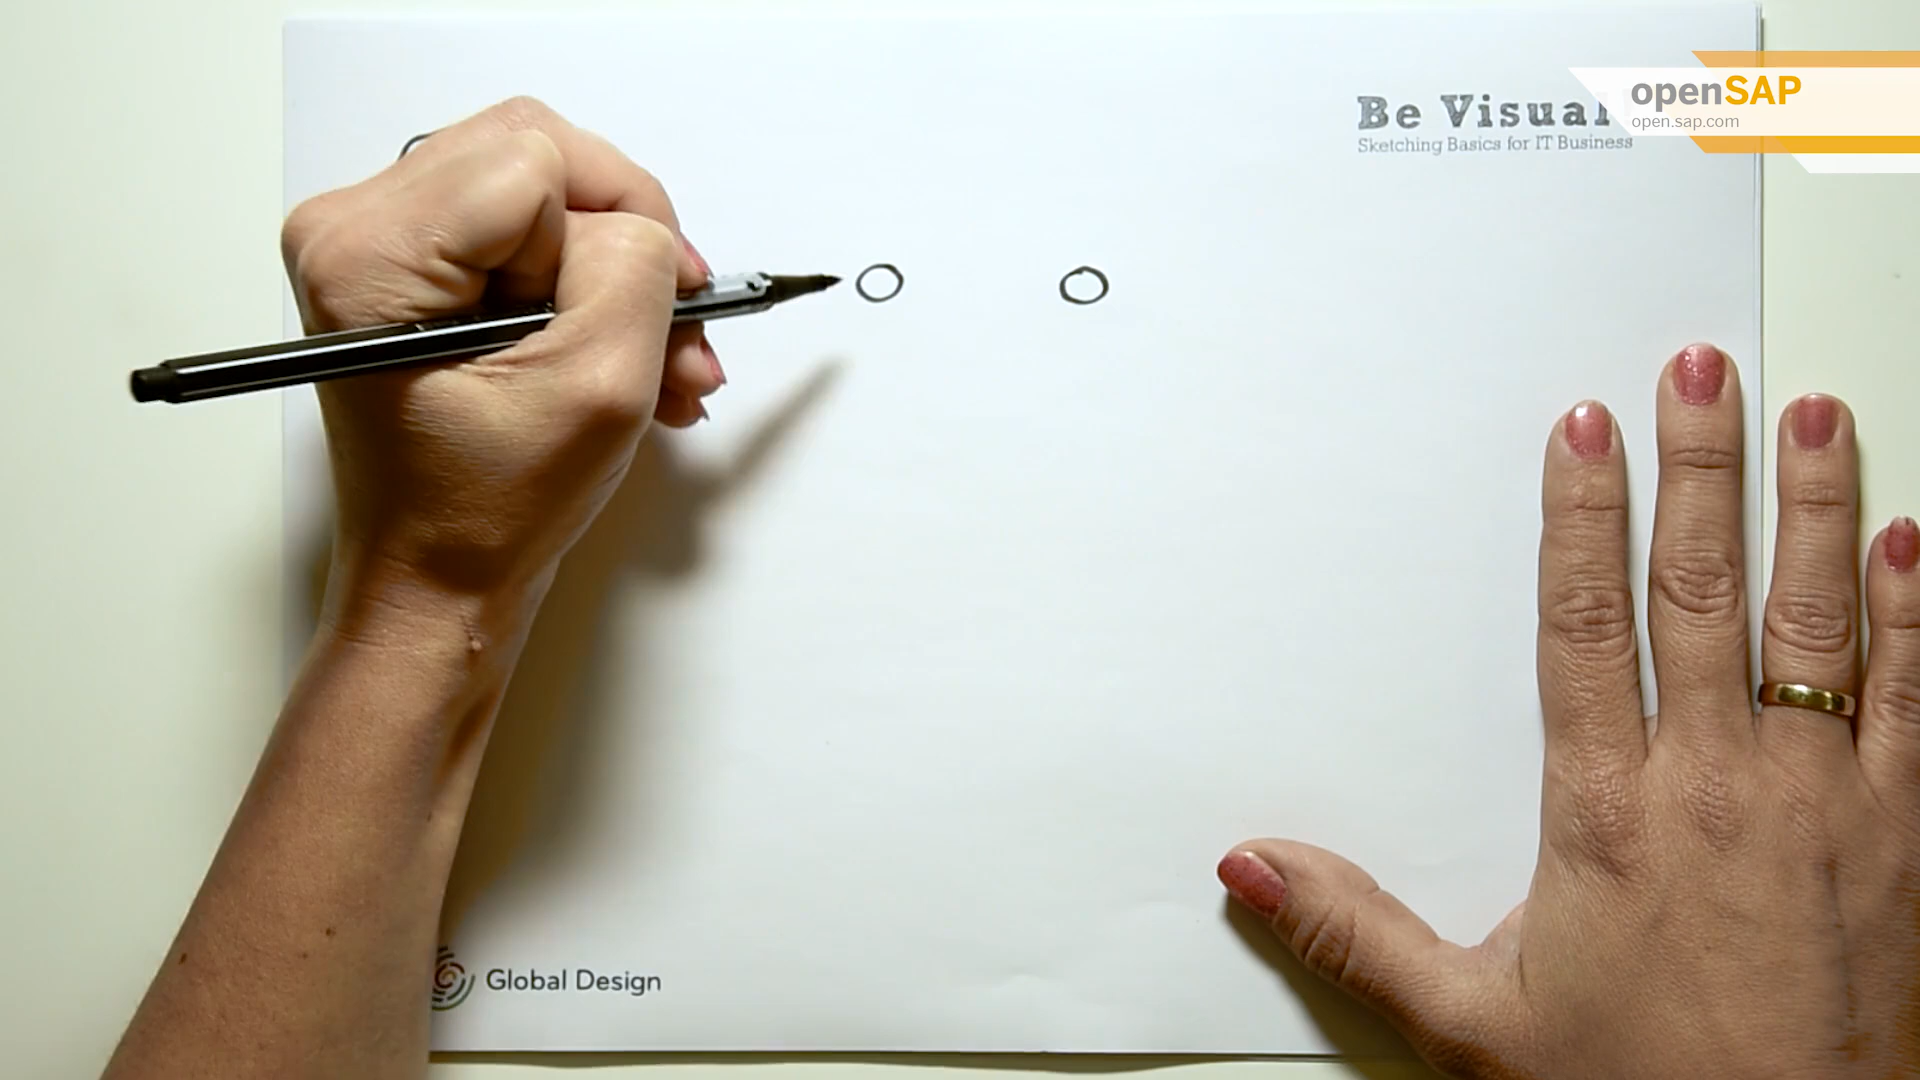 Be Visual
openSAP
open.sap.com
Sketching Basics for IT Business
Global Design